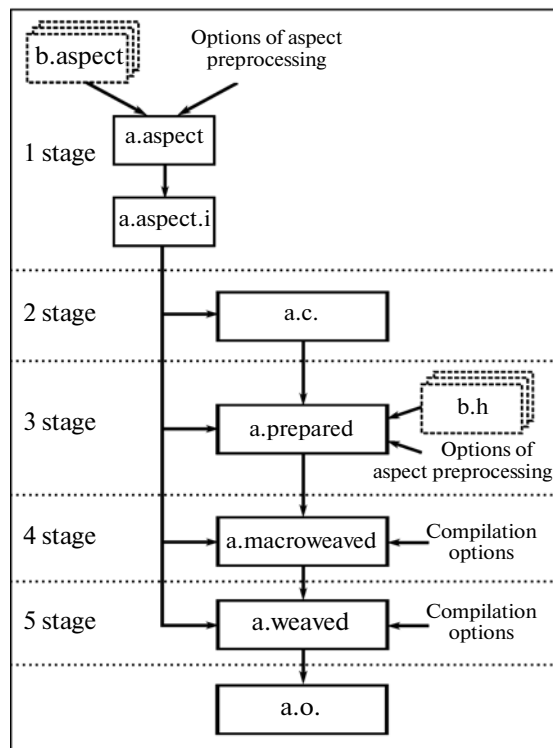 b.aspect
Options of aspect
preprocessing
1 stage
a.aspect
a.aspect.i
2 stage
a.c.
3 stage
b.h
a.prepared
Options of
aspect preprocessing)
4 stage
a.macroweaved
Compilation
options
5 stage
a.weaved
Compilation
options
a.o.